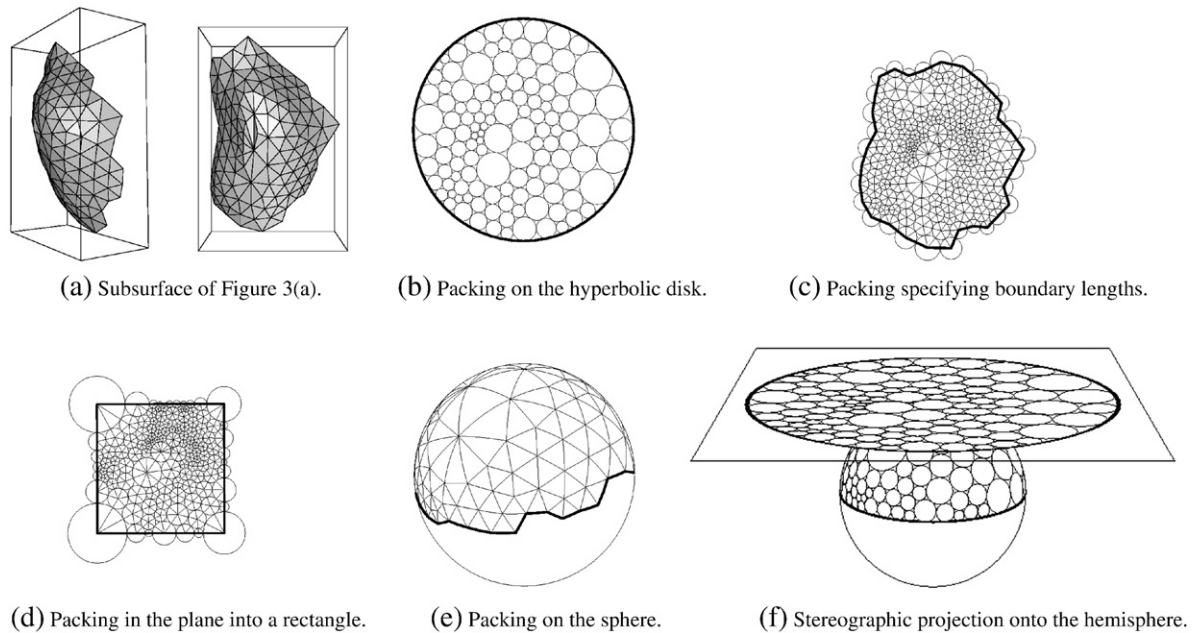 (a) Subsurface of Figure 3(a).
(b) Packing on the hyperbolic disk.
(c) Packing specifying boundary lengths.
(d) Packing in the plane into a rectangle.
(e) Packing on the sphere.
(f) Stereographic projection onto the hemisphere.